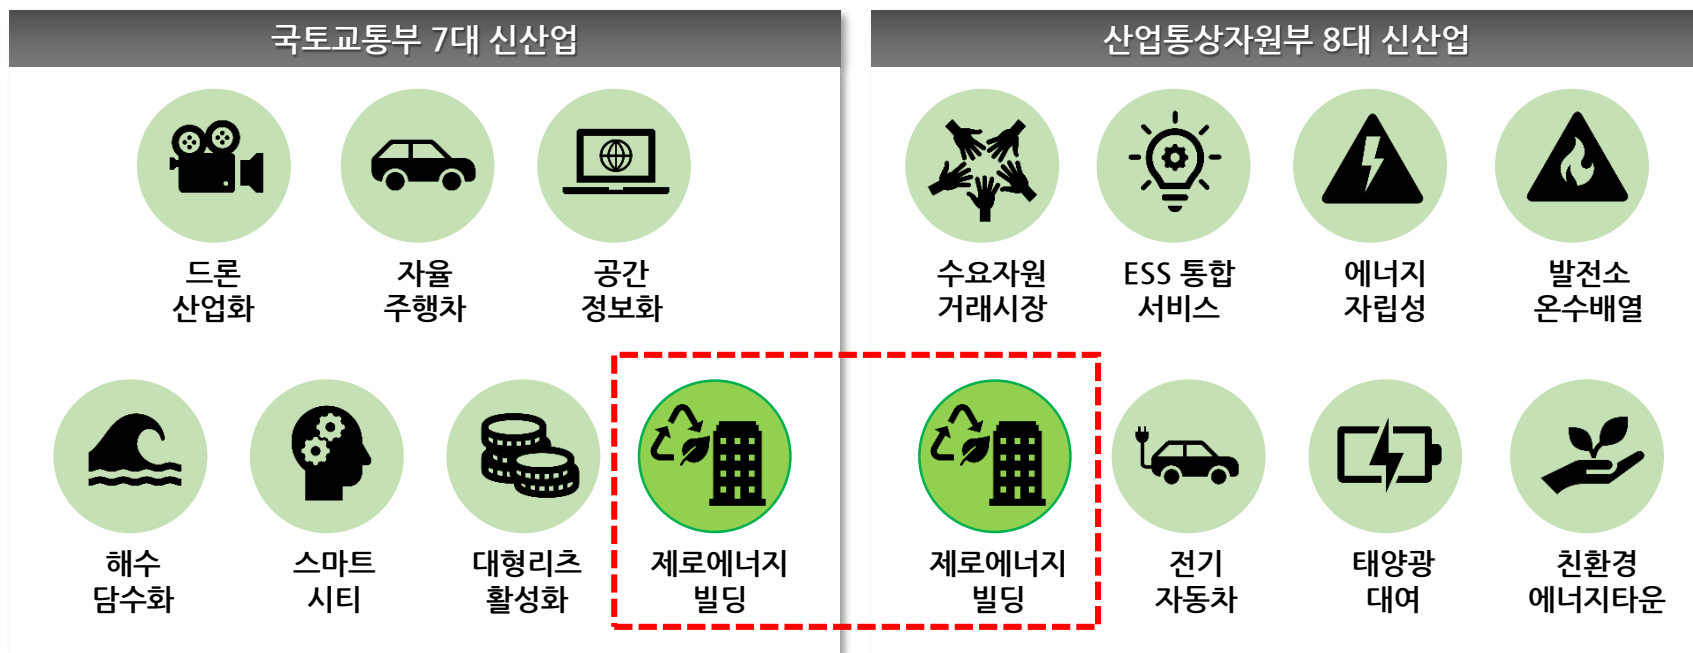 국토교통부 7대 신산업
드론
산업화
자율
주행차
공간
정보화
해수
담수화
스마트
시티
대형리츠
활성화
제로에너지
빌딩
산업통상자원부 8대 신산업
수요자원
거래시장
ESS 통합
서비스
에너지
자립성
발전소
온수배열
제로에너지
빌딩
전기
자동차
태양광
대여
친환경
에너지타운